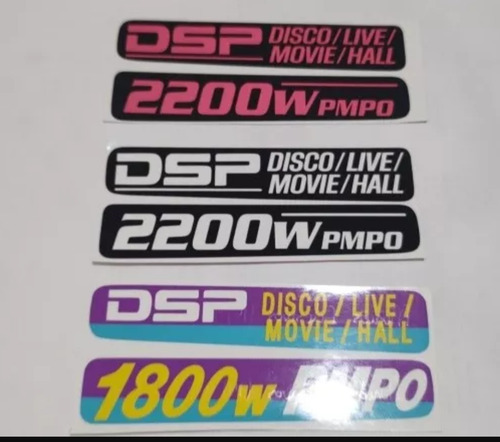 DSP DISCO/LIVE/
MOVIE/HALL
2200W PMPO
DSP DISCO/LIVE/
MOVIE/HALL
2200W PMPO
DSP DISCO/LIVE/
MOVIE/HALL
1800W PMPO